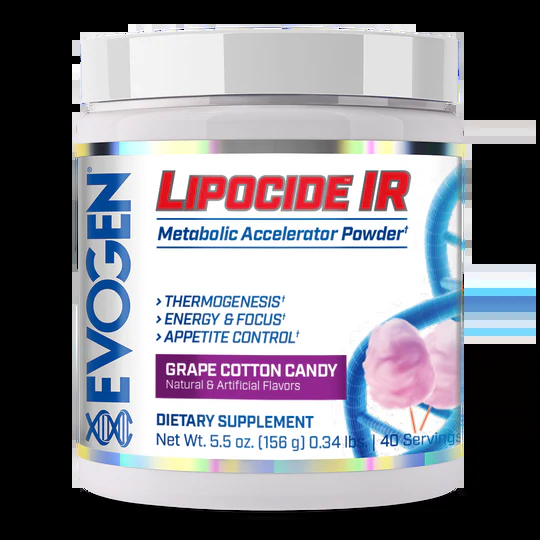 EVOGEN®
LIPOCIDE IR
Metabolic Accelerator Powder†
› THERMOGENESIS†
› ENERGY & FOCUS†
› APPETITE CONTROL†
GRAPE COTTON CANDY
Natural & Artificial Flavors
DIETARY SUPPLEMENT
Net Wt. 5.5 oz. (156 g) 0.34 lbs. | 40 Servings